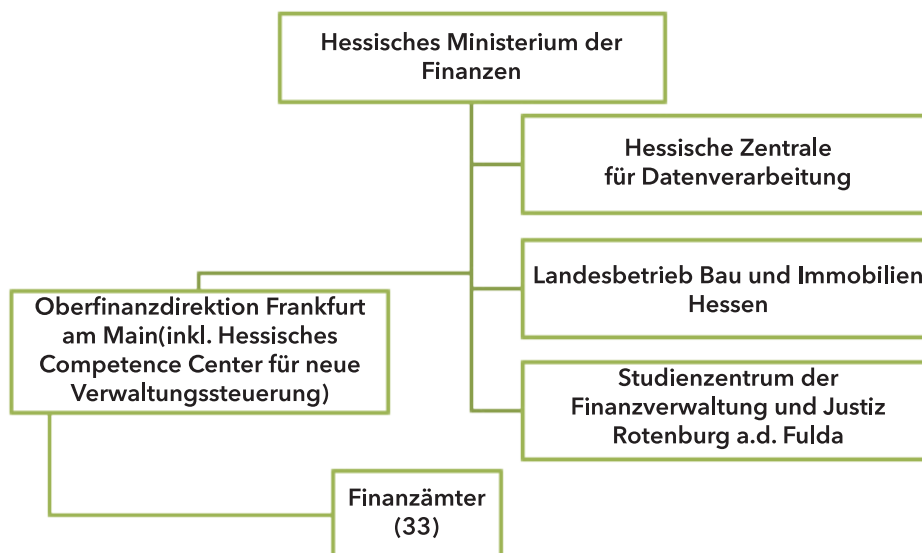 Hessisches Ministerium der
Finanzen
Hessische Zentrale
für Datenverarbeitung
Landesbetrieb Bau und Immobilien
Hessen
Oberfinanzdirektion Frankfurt
am Main(inkl. Hessisches
Competence Center für neue
Verwaltungssteuerung)
Studienzentrum der
Finanzverwaltung und Justiz
Rotenburg a.d. Fulda
Finanzämter
(33)